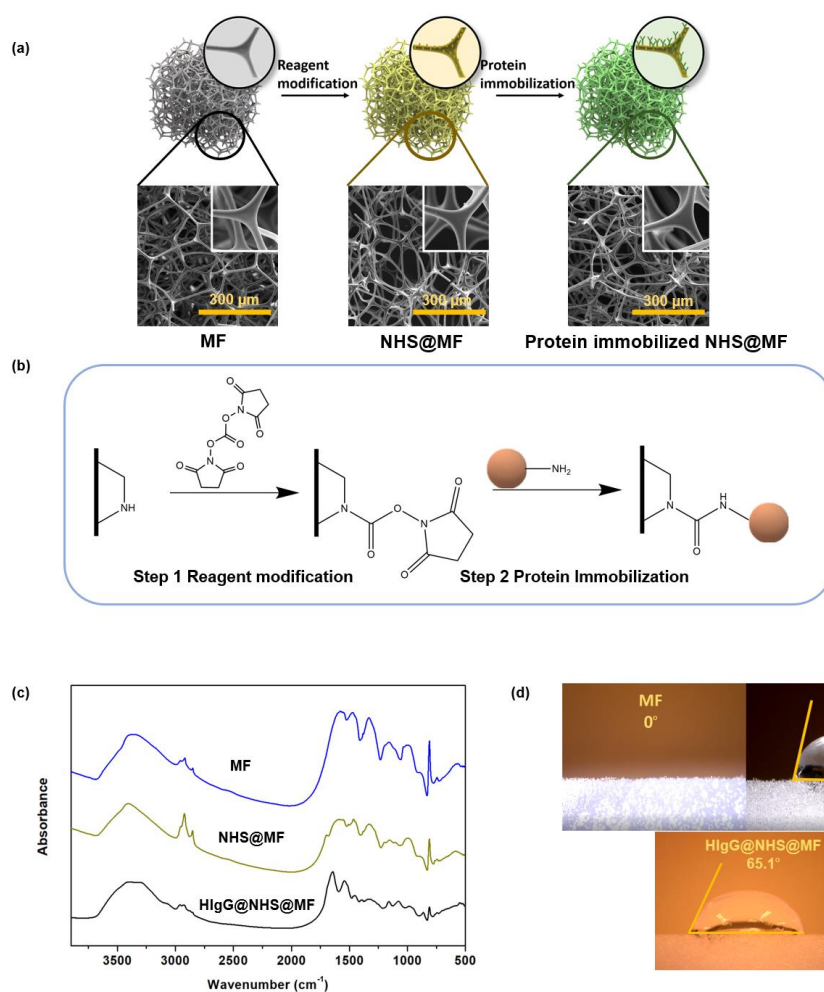 (a)
Reagent
modification
Protein
immobilization
300 µm
300 µm
300 µm
MF
NHS@MF
Protein immobilized NHS@MF
(b)
O
N
O
O
O
O
O
N
O
O
NH
N
O
O
N
O
O
NH₂
N
O
H
N
Step 1 Reagent modification
Step 2 Protein Immobilization
(c)
Absorbance
MF
NHS@MF
HIgG@NHS@MF
3500 3000 2500 2000 1500 1000 500
Wavenumber (cm⁻¹)
(d)
MF
0°
HIgG@NHS@MF
65.1°